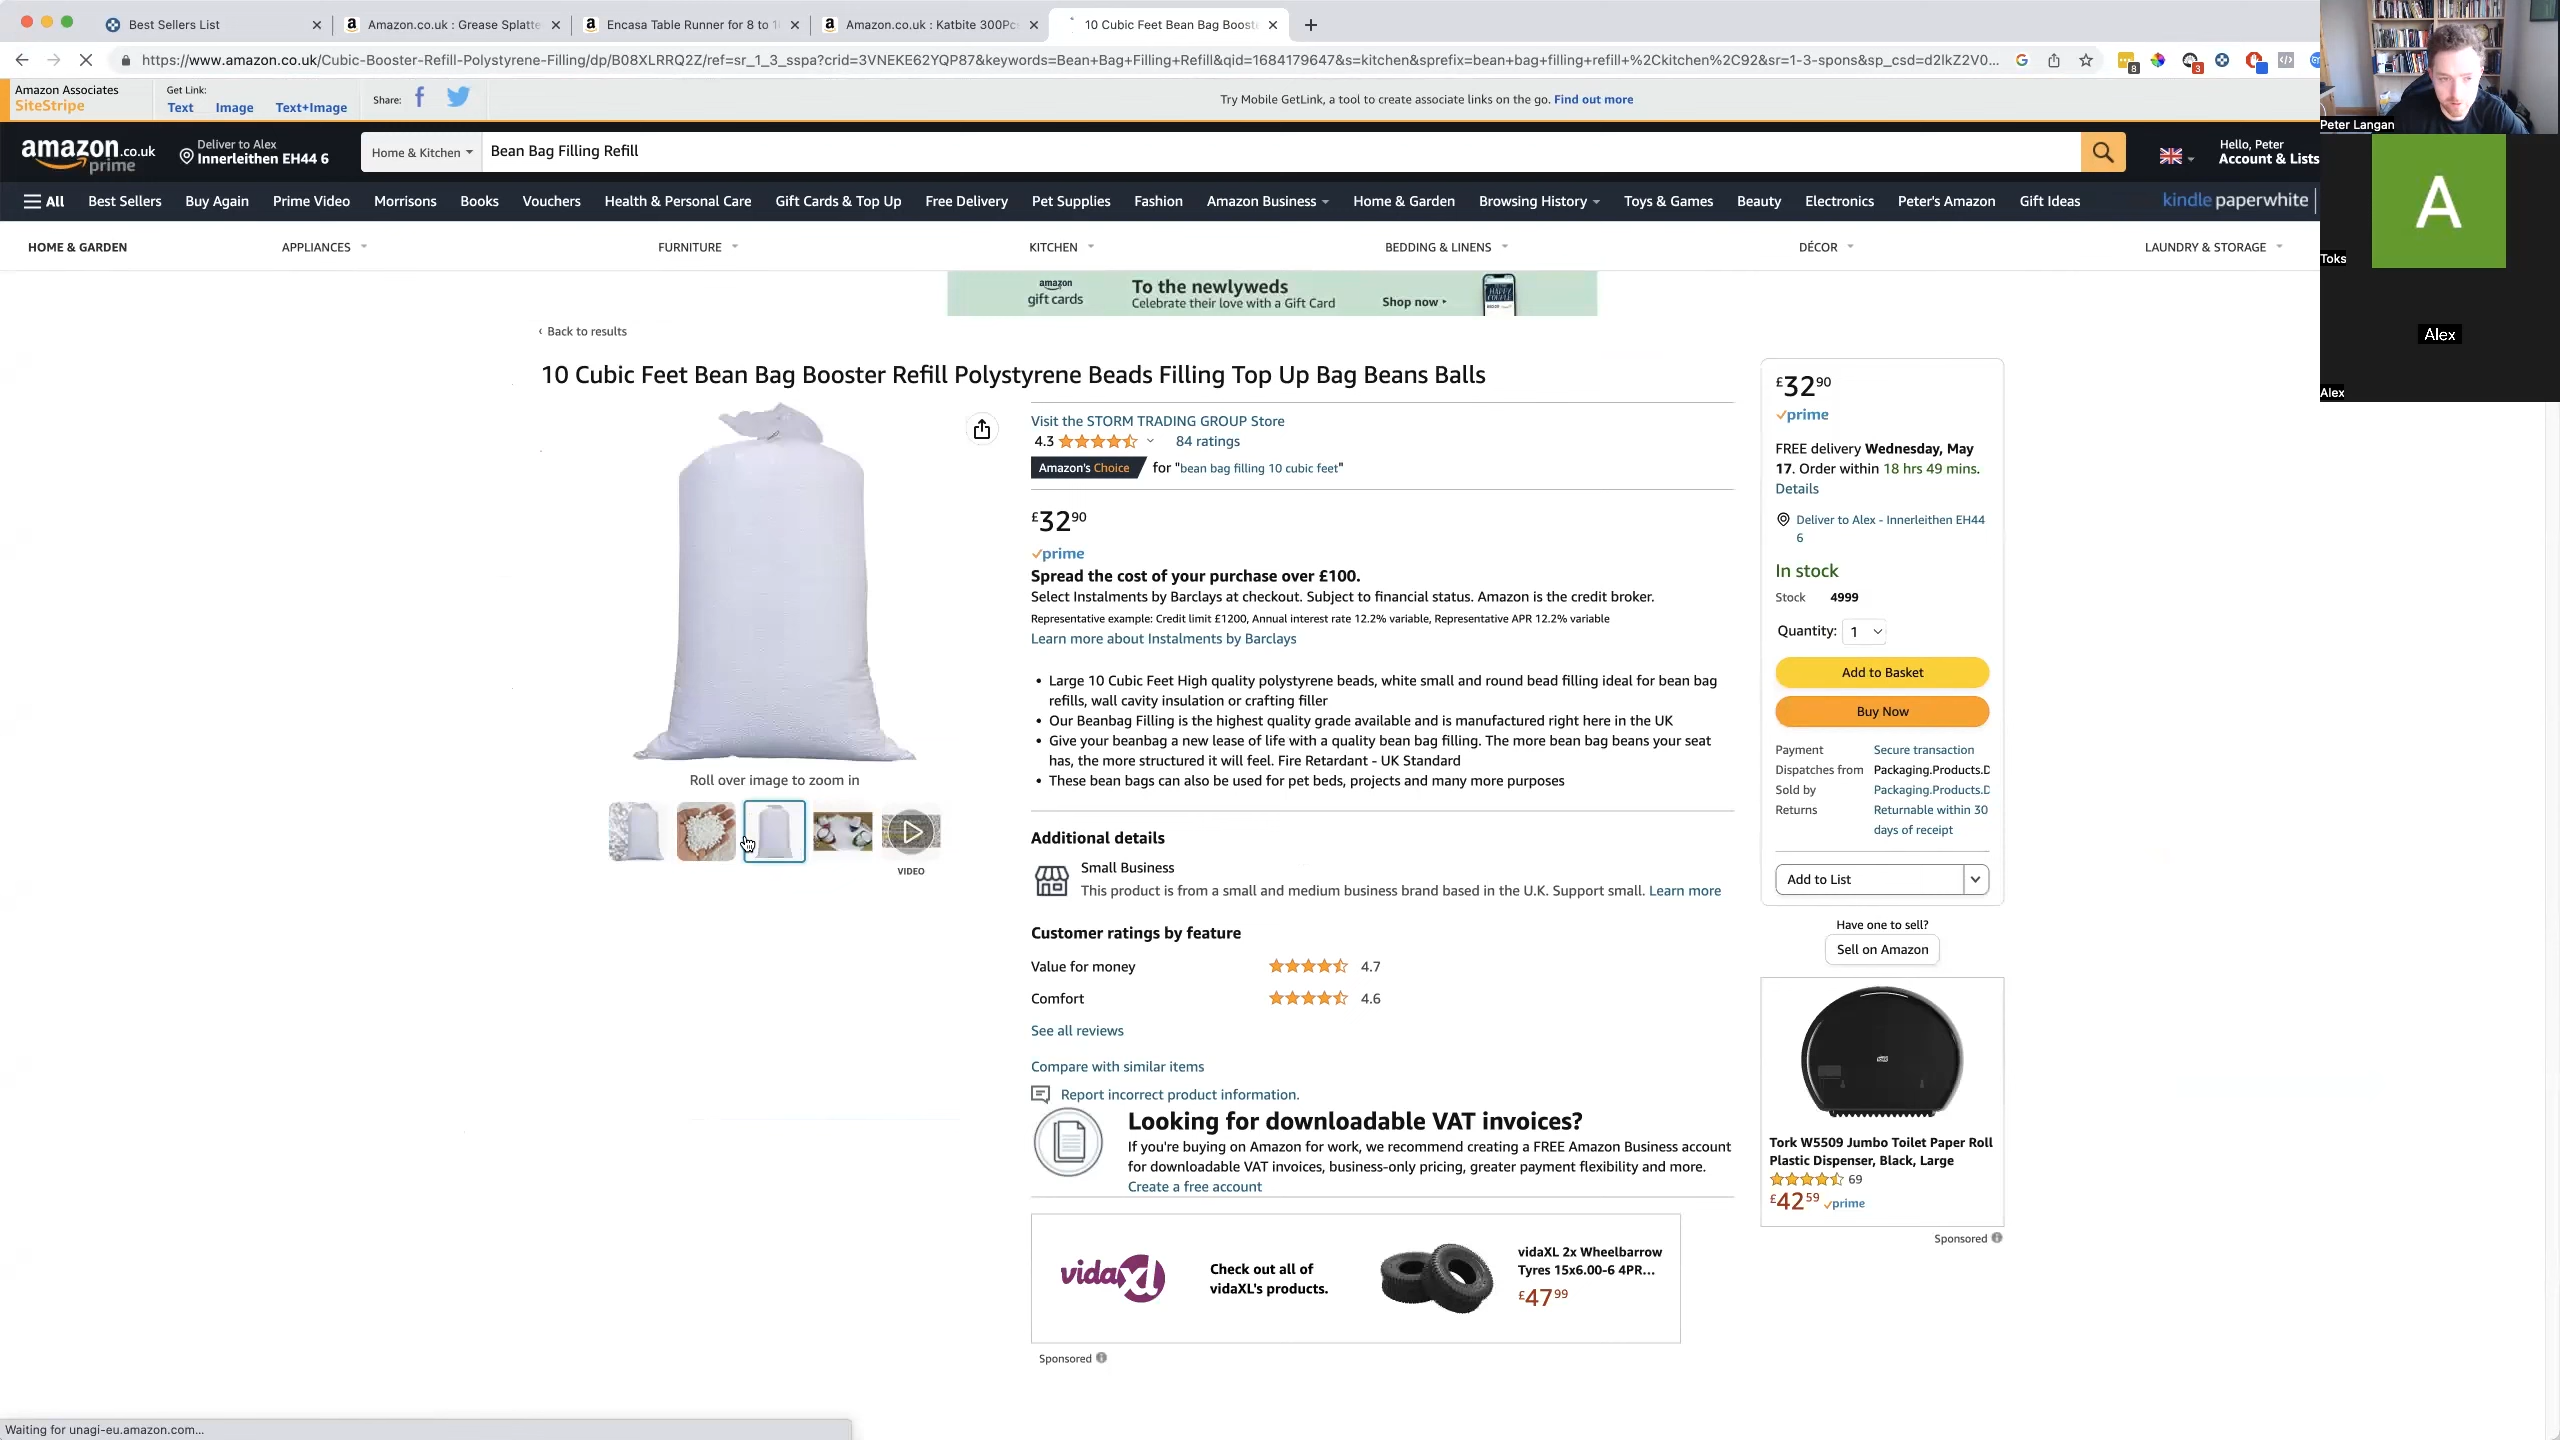 Best Sellers List
Amazon.co.uk : Grease Splatte
Encasa Table Runner for 8 to 1
Amazon.co.uk : Katbite 300Pc
10 Cubic Feet Bean Bag Boost
https://www.amazon.co.uk/Cubic-Booster-Refill-Polystyrene-Filling/dp/B08XLRRQ2Z/ref=sr_1_3_sspa?crid=3VNEKE62YQP87&keywords=Bean+Bag+Filling+Refill&qid=1684179647&s=kitchen&sprefix=bean+bag+filling+refill+%2Ckitchen%2C92&sr=1-3-spons&sp_csd=d2lkZ2V0...
8
3
Amazon Associates
SiteStripe
Get Link:
Text Image Text+Image
Share:
Try Mobile GetLink, a tool to create associate links on the go. Find out more
amazon.co.uk
prime
Deliver to Alex
Innerleithen EH44 6
Home & Kitchen
Bean Bag Filling Refill
Hello, Peter
Account & Lists
All Best Sellers Buy Again Prime Video Morrisons Books Vouchers Health & Personal Care Gift Cards & Top Up Free Delivery Pet Supplies Fashion Amazon Business Home & Garden Browsing History Toys & Games Beauty Electronics Peter's Amazon Gift Ideas
kindle paperwhite
HOME & GARDEN APPLIANCES FURNITURE KITCHEN BEDDING & LINENS DÉCOR LAUNDRY & STORAGE
amazon
gift cards
To the newlyweds
Celebrate their love with a Gift Card
Shop now
‹ Back to results
10 Cubic Feet Bean Bag Booster Refill Polystyrene Beads Filling Top Up Bag Beans Balls
Roll over image to zoom in
VIDEO
Visit the STORM TRADING GROUP Store
4.3 84 ratings
Amazon's Choice for "bean bag filling 10 cubic feet"
£32 90
prime
Spread the cost of your purchase over £100.
Select Instalments by Barclays at checkout. Subject to financial status. Amazon is the credit broker.
Representative example: Credit limit £1200, Annual interest rate 12.2% variable, Representative APR 12.2% variable
Learn more about Instalments by Barclays
• Large 10 Cubic Feet High quality polystyrene beads, white small and round bead filling ideal for bean bag
refills, wall cavity insulation or crafting filler
• Our Beanbag Filling is the highest quality grade available and is manufactured right here in the UK
• Give your beanbag a new lease of life with a quality bean bag filling. The more bean bag beans your seat
has, the more structured it will feel. Fire Retardant - UK Standard
• These bean bags can also be used for pet beds, projects and many more purposes
Additional details
Small Business
This product is from a small and medium business brand based in the U.K. Support small. Learn more
Customer ratings by feature
Value for money 4.7
Comfort 4.6
See all reviews
Compare with similar items
Report incorrect product information.
Looking for downloadable VAT invoices?
If you're buying on Amazon for work, we recommend creating a FREE Amazon Business account
for downloadable VAT invoices, business-only pricing, greater payment flexibility and more.
Create a free account
vidaXL
Check out all of
vidaXL's products.
vidaXL 2x Wheelbarrow
Tyres 15x6.00-6 4PR...
£47 99
Sponsored
£32 90
prime
FREE delivery Wednesday, May
17. Order within 18 hrs 49 mins.
Details
Deliver to Alex - Innerleithen EH44
6
In stock
Stock 4999
Quantity: 1
Add to Basket
Buy Now
Payment Secure transaction
Dispatches from Packaging.Products.D
Sold by Packaging.Products.D
Returns Returnable within 30
days of receipt
Add to List
Have one to sell?
Sell on Amazon
Tork W5509 Jumbo Toilet Paper Roll
Plastic Dispenser, Black, Large
69
£42 59 prime
Sponsored
Peter Langan
A
Toks
Alex
Alex
Waiting for unagi-eu.amazon.com...